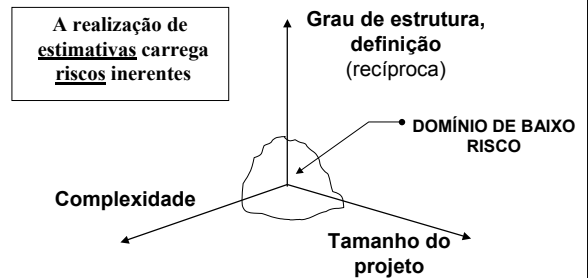 A realização de
estimativas carrega
riscos inerentes
Grau de estrutura,
definição
(recíproca)
DOMÍNIO DE BAIXO
RISCO
Complexidade
Tamanho do
projeto